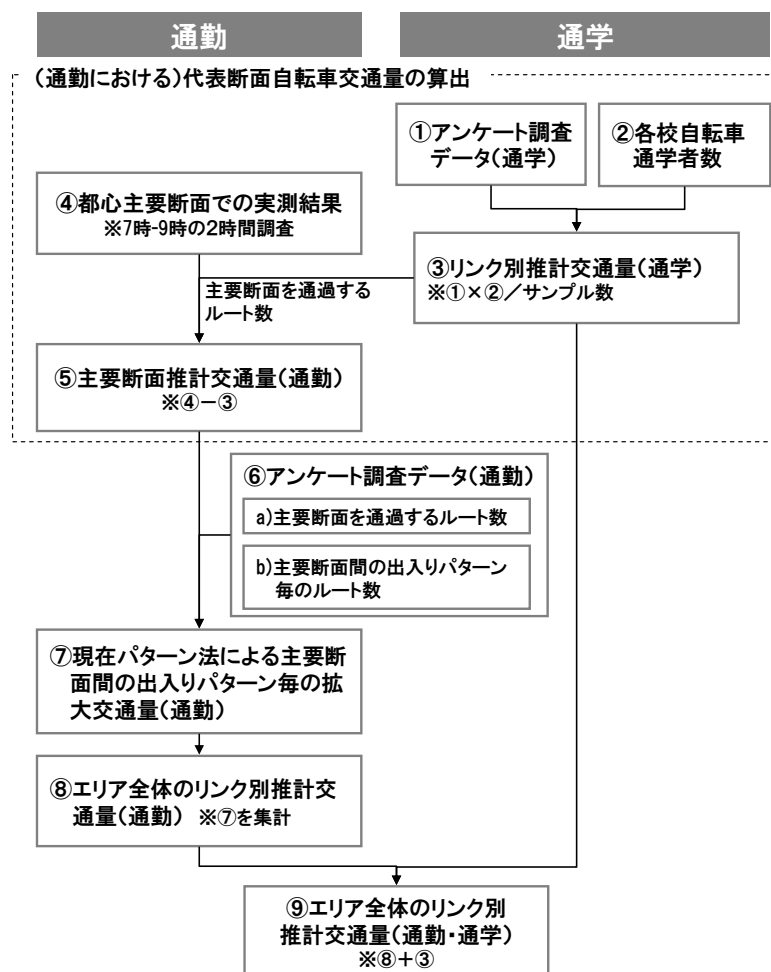 通勤
通学
(通勤における)代表断面自転車交通量の算出
①アンケート調査
データ(通学)
②各校自転車
通学者数
④都心主要断面での実測結果
※7時-9時の2時間調査
③リンク別推計交通量(通学)
※①×②/サンプル数
主要断面を通過する
ルート数
⑤主要断面推計交通量(通勤)
※④-③
⑥アンケート調査データ(通勤)
a)主要断面を通過するルート数
b)主要断面間の出入りパターン
毎のルート数
⑦現在パターン法による主要断
面間の出入りパターン毎の拡
大交通量(通勤)
⑧エリア全体のリンク別推計交
通量(通勤) ※⑦を集計
⑨エリア全体のリンク別
推計交通量(通勤・通学)
※⑧+③